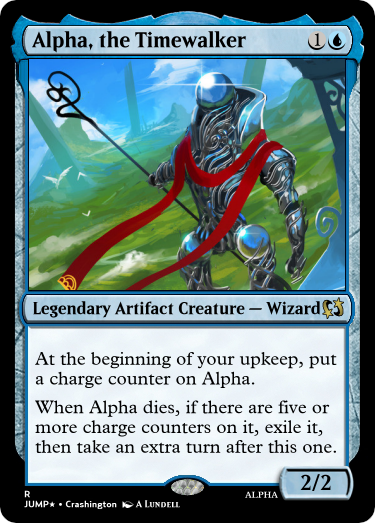 Alpha, the Timewalker 1
Legendary Artifact Creature — Wizard
At the beginning of your upkeep, put
a charge counter on Alpha.
When Alpha dies, if there are five or
more charge counters on it, exile it,
then take an extra turn after this one.
2/2
R
JUMP★ • Crashington A LUNDELL
ALPHA